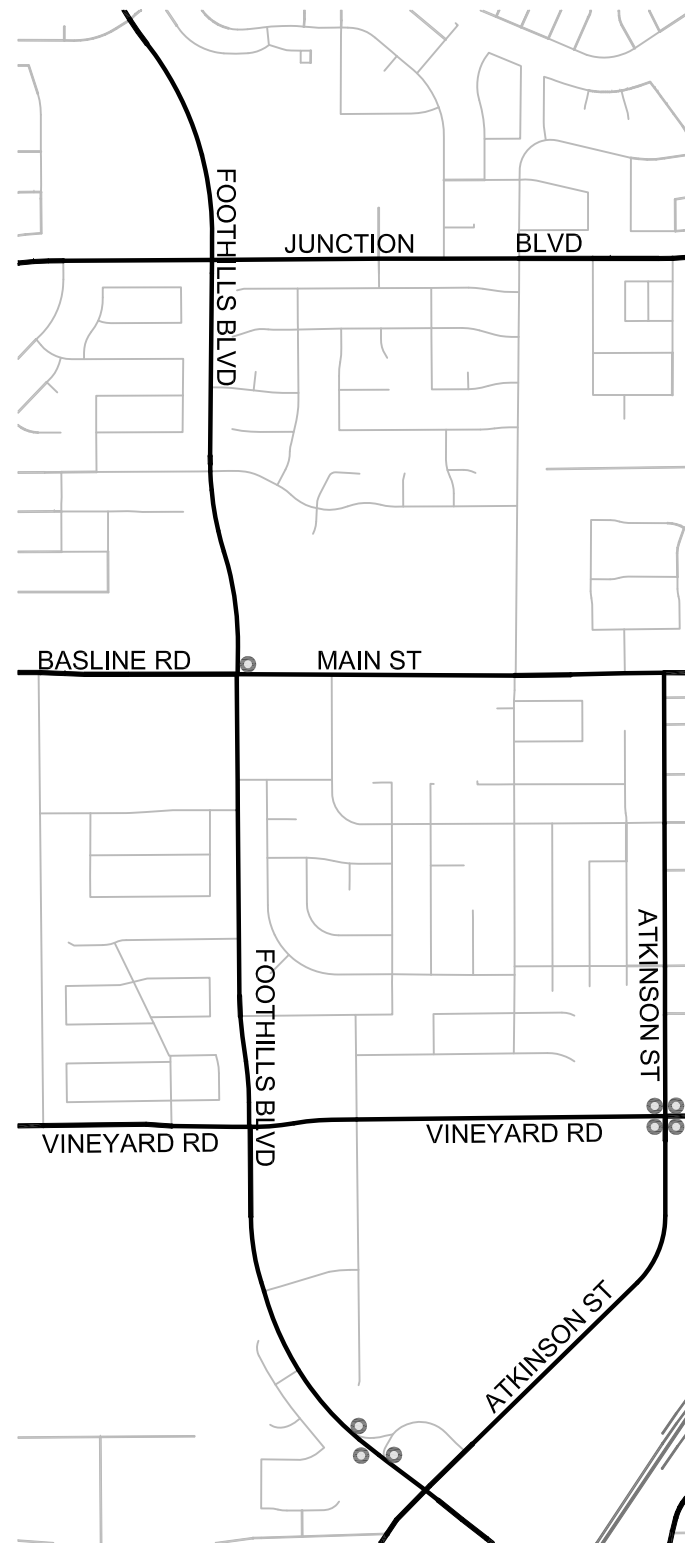 FOOTHILLS BLVD
JUNCTION BLVD
BASLINE RD
MAIN ST
ATKINSON ST
FOOTHILLS BLVD
VINEYARD RD
VINEYARD RD
ATKINSON ST